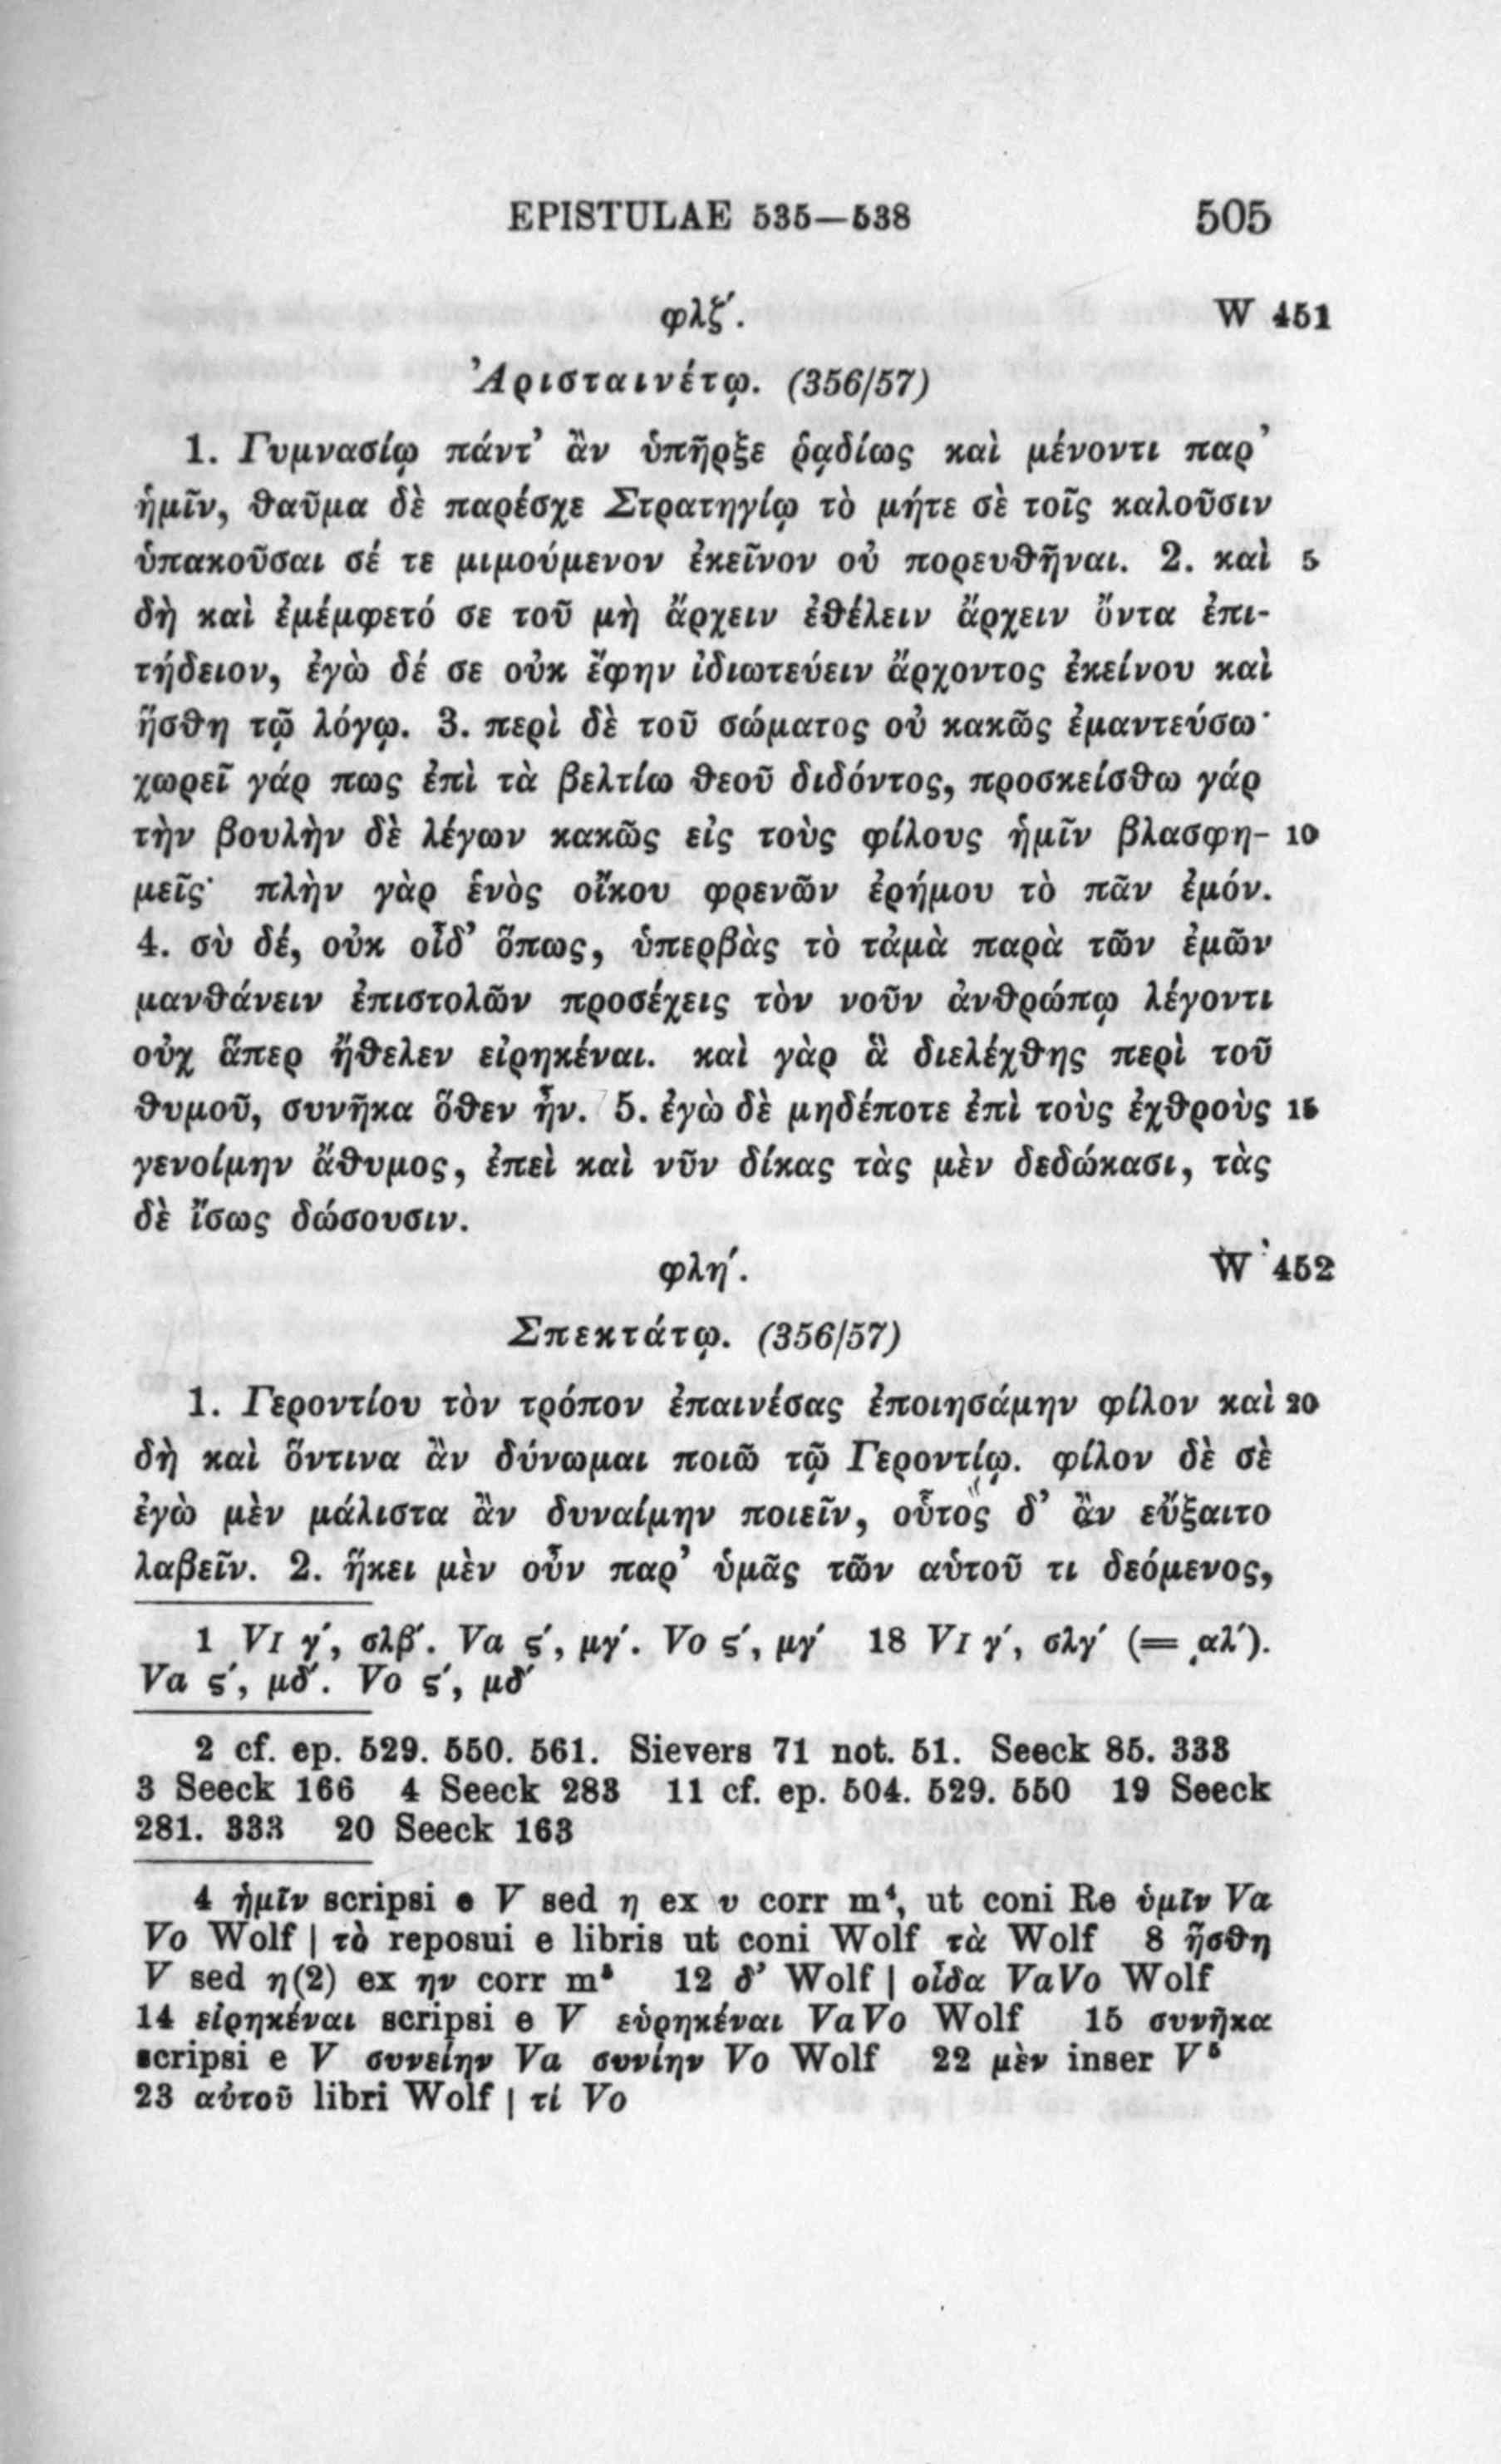 EPISTULAE 535—538 505
φλζ΄. W 451
Ἀρισταινέτῳ. (356/57)
1. Γυμνασίῳ πάντ’ ἂν ὑπῆρξε ῥᾳδίως καὶ μένοντι παρ’
ἡμῖν, θαῦμα δὲ παρέσχε Στρατηγίῳ τὸ μήτε σὲ τοῖς καλοῦσιν
ὑπακοῦσαι σέ τε μιμούμενον ἐκεῖνον οὐ πορευθῆναι. 2. καὶ 5
δὴ καὶ ἐμέμφετό σε τοῦ μὴ ἄρχειν ἐθέλειν ἄρχειν ὄντα ἐπι-
τήδειον, ἐγὼ δέ σε οὐκ ἔφην ἰδιωτεύειν ἄρχοντος ἐκείνου καὶ
ἥσθη τῷ λόγῳ. 3. περὶ δὲ τοῦ σώματος οὐ κακῶς ἐμαντεύσω·
χωρεῖ γάρ πως ἐπὶ τὰ βελτίω θεοῦ διδόντος, προσκείσθω γάρ
τὴν βουλὴν δὲ λέγων κακῶς εἰς τοὺς φίλους ἡμῖν βλασφη- 10
μεῖς· πλὴν γὰρ ἑνὸς οἴκου φρενῶν ἐρήμου τὸ πᾶν ἐμόν.
4. σὺ δέ, οὐκ οἶδ’ ὅπως, ὑπερβὰς τὸ τἀμὰ παρὰ τῶν ἐμῶν
μανθάνειν ἐπιστολῶν προσέχεις τὸν νοῦν ἀνθρώπῳ λέγοντι
οὐχ ἅπερ ἤθελεν εἰρηκέναι. καὶ γὰρ ἃ διελέχθης περὶ τοῦ
θυμοῦ, συνῆκα ὅθεν ἦν. 5. ἐγὼ δὲ μηδέποτε ἐπὶ τοὺς ἐχθροὺς 15
γενοίμην ἄθυμος, ἐπεὶ καὶ νῦν δίκας τὰς μὲν δεδώκασι, τὰς
δὲ ἴσως δώσουσιν.
φλη΄. W 452
Σπεκτάτῳ. (356/57)
1. Γεροντίου τὸν τρόπον ἐπαινέσας ἐποιησάμην φίλον καὶ 20
δὴ καὶ ὅντινα ἂν δύνωμαι ποιῶ τῷ Γεροντίῳ. φίλον δὲ σὲ
ἐγὼ μὲν μάλιστα ἂν δυναίμην ποιεῖν, οὗτος δ’ ἂν εὔξαιτο
λαβεῖν. 2. ἥκει μὲν οὖν παρ’ ὑμᾶς τῶν αὑτοῦ τι δεόμενος,
1 VI γ΄, σλβ΄. Va ς΄, μγ΄. Vo ς΄, μγ΄ 18 VI γ΄, σλγ΄ (= ͵αλ΄).
Va ς΄, μδ΄. Vo ς΄, μδ΄
2 cf. ep. 529. 550. 561. Sievers 71 not. 51. Seeck 85. 333
3 Seeck 166 4 Seeck 283 11 cf. ep. 504. 529. 550 19 Seeck
281. 333 20 Seeck 163
4 ἡμῖν scripsi e V sed η ex υ corr m⁴, ut coni Re ὑμῖν Va
Vo Wolf | τὸ reposui e libris ut coni Wolf τὰ Wolf 8 ἥσθη
V sed η(2) ex ην corr m⁵ 12 δ’ Wolf | οἶδα VaVo Wolf
14 εἰρηκέναι scripsi e V εὑρηκέναι VaVo Wolf 15 συνῆκα
scripsi e V συνείην Va συνίην Vo Wolf 22 μὲν inser V⁵
23 αὐτοῦ libri Wolf | τί Vo